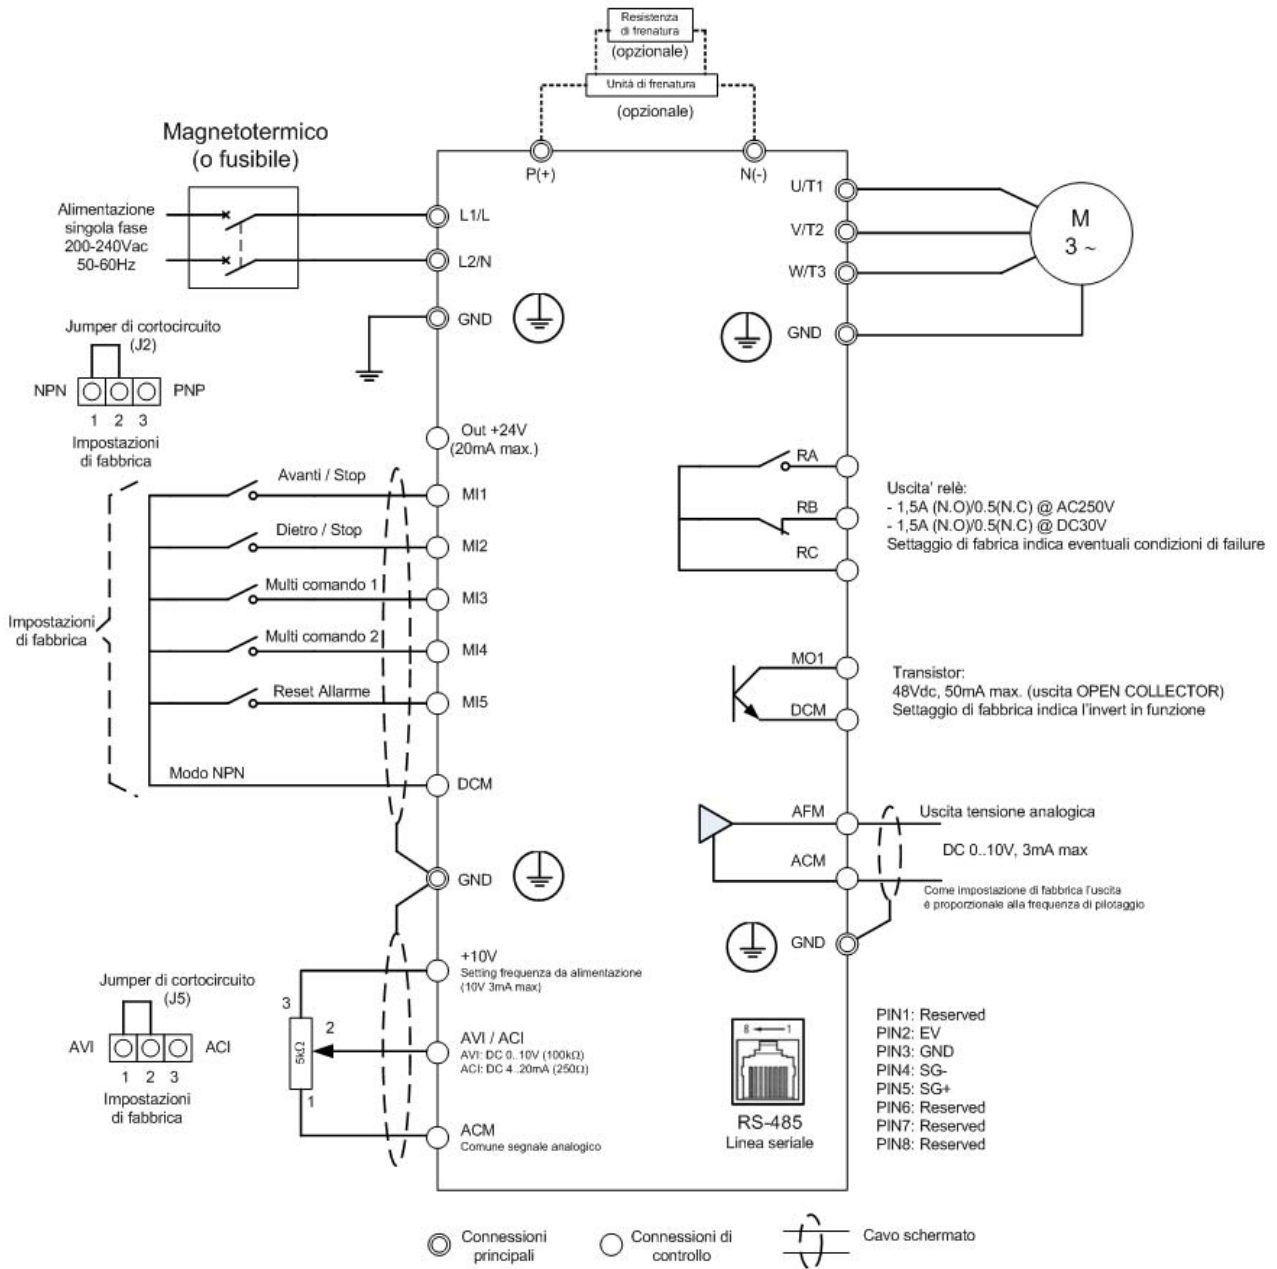 Resistenza
di frenatura
(opzionale)
Unità di frenatura
(opzionale)
Magnetotermico
(o fusibile)
P(+)
N(-)
Alimentazione
singola fase
200-240Vac
50-60Hz
L1/L
L2/N
GND
U/T1
V/T2
W/T3
GND
M
3 ~
Jumper di cortocircuito
(J2)
NPN
PNP
1 2 3
Impostazioni
di fabbrica
Out +24V
(20mA max.)
Avanti / Stop
MI1
Dietro / Stop
MI2
Multi comando 1
MI3
Multi comando 2
MI4
Reset Allarme
MI5
Impostazioni
di fabbrica
Modo NPN
DCM
GND
RA
RB
RC
Uscita' relè:
- 1,5A (N.O)/0.5(N.C) @ AC250V
- 1,5A (N.O)/0.5(N.C) @ DC30V
Settaggio di fabrica indica eventuali condizioni di failure
MO1
DCM
Transistor:
48Vdc, 50mA max. (uscita OPEN COLLECTOR)
Settaggio di fabbrica indica l'invert in funzione
AFM
ACM
Uscita tensione analogica
DC 0..10V, 3mA max
Come impostazione di fabbrica l'uscita
è proporzionale alla frequenza di pilotaggio
GND
+10V
Setting frequenza da alimentazione
(10V 3mA max)
Jumper di cortocircuito
(J5)
AVI
ACI
1 2 3
Impostazioni
di fabbrica
3
2
5kΩ
1
AVI / ACI
AVI: DC 0..10V (100kΩ)
ACI: DC 4..20mA (250Ω)
ACM
Comune segnale analogico
8 1
RS-485
Linea seriale
PIN1: Reserved
PIN2: EV
PIN3: GND
PIN4: SG-
PIN5: SG+
PIN6: Reserved
PIN7: Reserved
PIN8: Reserved
Connessioni
principali
Connessioni di
controllo
Cavo schermato